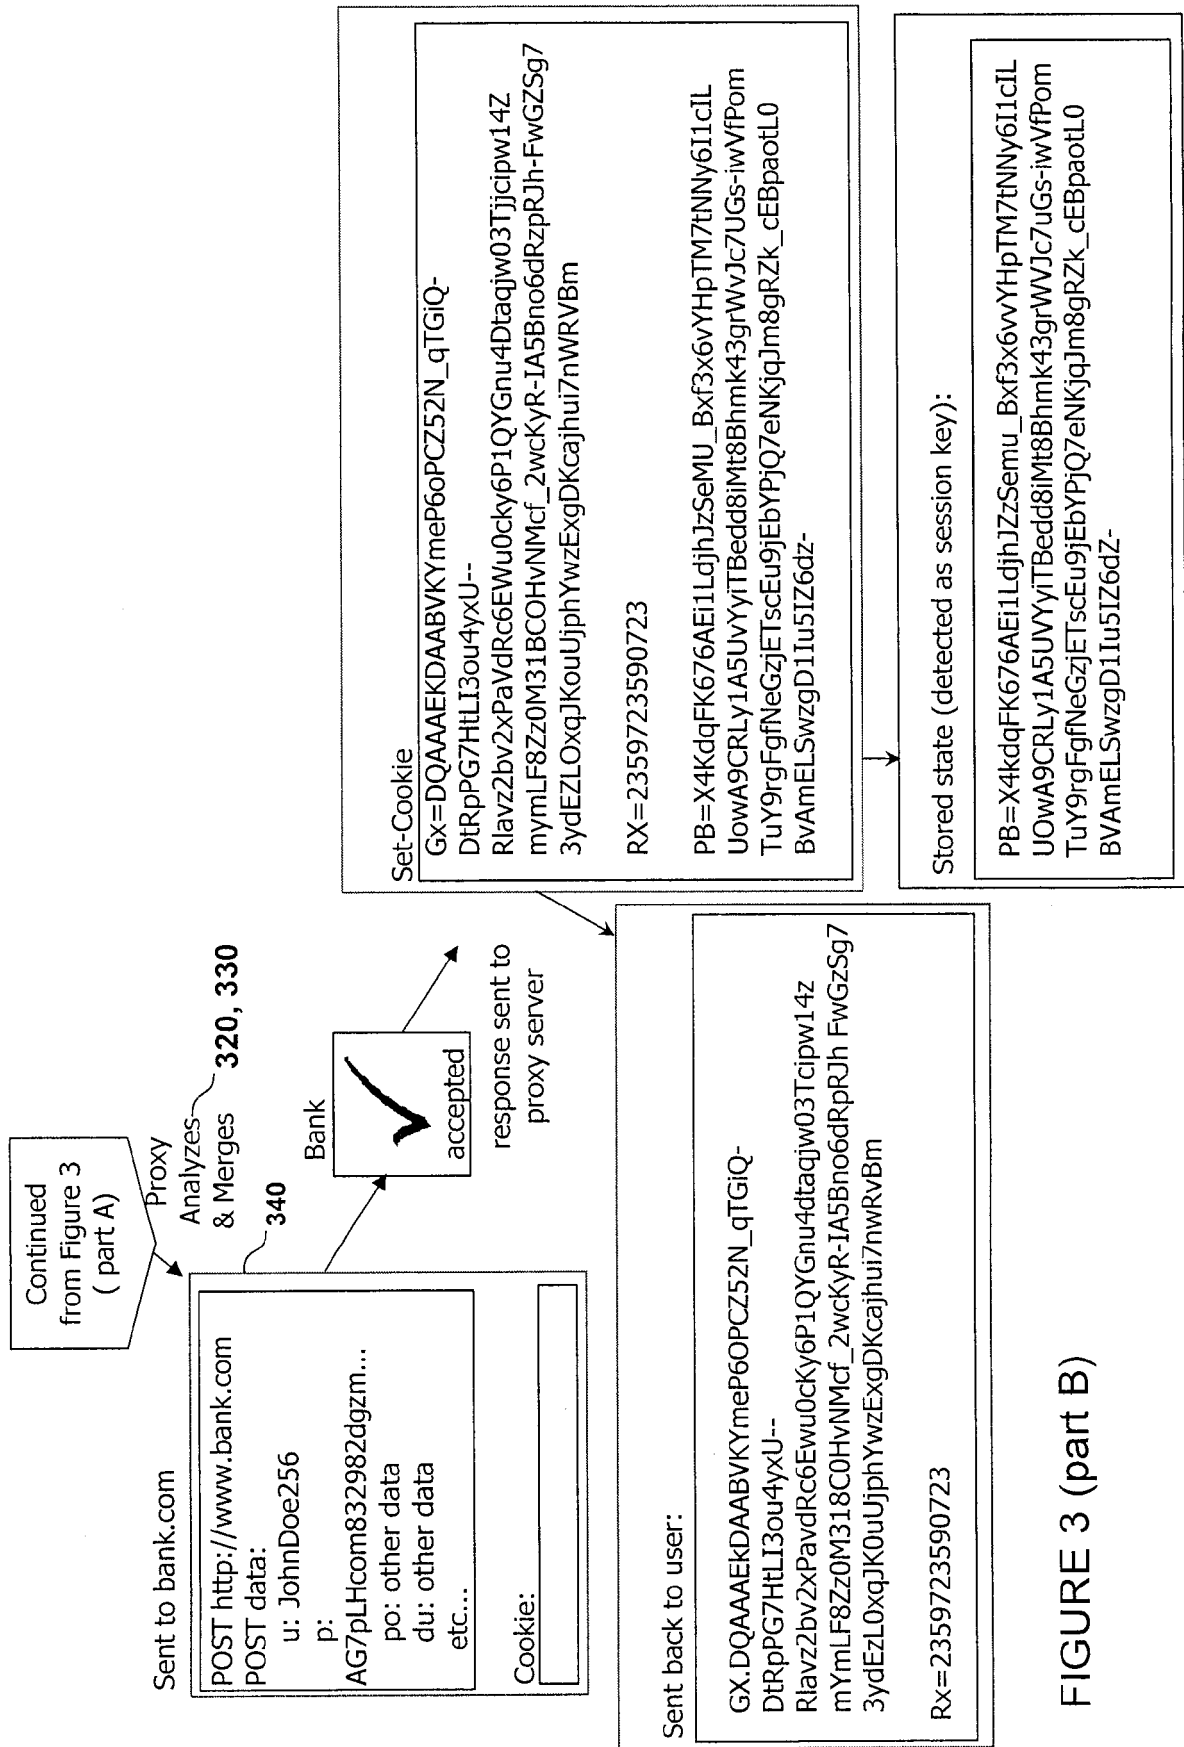 Continued
from Figure 3
( part A)
Proxy
Analyzes
& Merges
320, 330
Sent to bank.com
340
POST http://www.bank.com
POST data:
u: JohnDoe256
p:
AG7pLHcom832982dgzm...
po: other data
du: other data
etc...
Cookie:
Bank
accepted
response sent to
proxy server
Set-Cookie
Gx=DQAAAEKDAABVKYmeP6oPCZ52N_qTGiQ-
DtRpPG7HtLI3ou4yxU--
Rlavz2bv2xPaVdRc6EWu0cky6P1QYGnu4Dtaqjw03Tjjcipw14Z
mymLF8Zz0M31BCOHvNMcf_2wcKyR-IA5Bno6dRzpRJh-FwGZSg7
3ydEZLOxqJKouUjphYwzExgDKcajhui7nWRVBm
RX=2359723590723
PB=X4KdqFK676AEi1LdjhJzSeMU_Bxf3x6vYHpTM7tNNy6I1cIL
UowA9CRLy1A5UvYyiTBedd8iMt8Bhmk43grWvJc7UGs-iwVfPom
TuY9rgFgfNeGzjETscEu9jEbYPjQ7eNKjqJm8gRZk_cEBpaotL0
BvAmELSwzgD1Iu5IZ6dz-
Sent back to user:
GX.DQAAAEkDAABVKYmeP6OPCZ52N_qTGiQ-
DtRpPG7HtLI3ou4yxU--
Rlavz2bv2xPavdRc6Ewu0cKy6P1QYGnu4dtaqjw03Tcipw14z
mYmLF8Zz0M318C0HvNMcf_2wcKyR-IA5Bno6dRpRJh FwGzSg7
3ydEzL0xqJK0uUjphYwzExgDKcajhui7nwRvBm
Rx=2359723590723
Stored state (detected as session key):
PB=X4kdqFK676AEi1LdjhJZzSemu_Bxf3x6vvYHpTM7tNNy6I1cIL
UOwA9CRLy1A5UVYyiTBedd8iMt8Bhmk43grWVJc7uGs-iwVfPom
TuY9rgFgfNeGzjETscEu9jEbYPjQ7eNKjqJm8gRZk_cEBpaotL0
BVAmELSwzgD1Iu5IZ6dZ-
FIGURE 3 (part B)